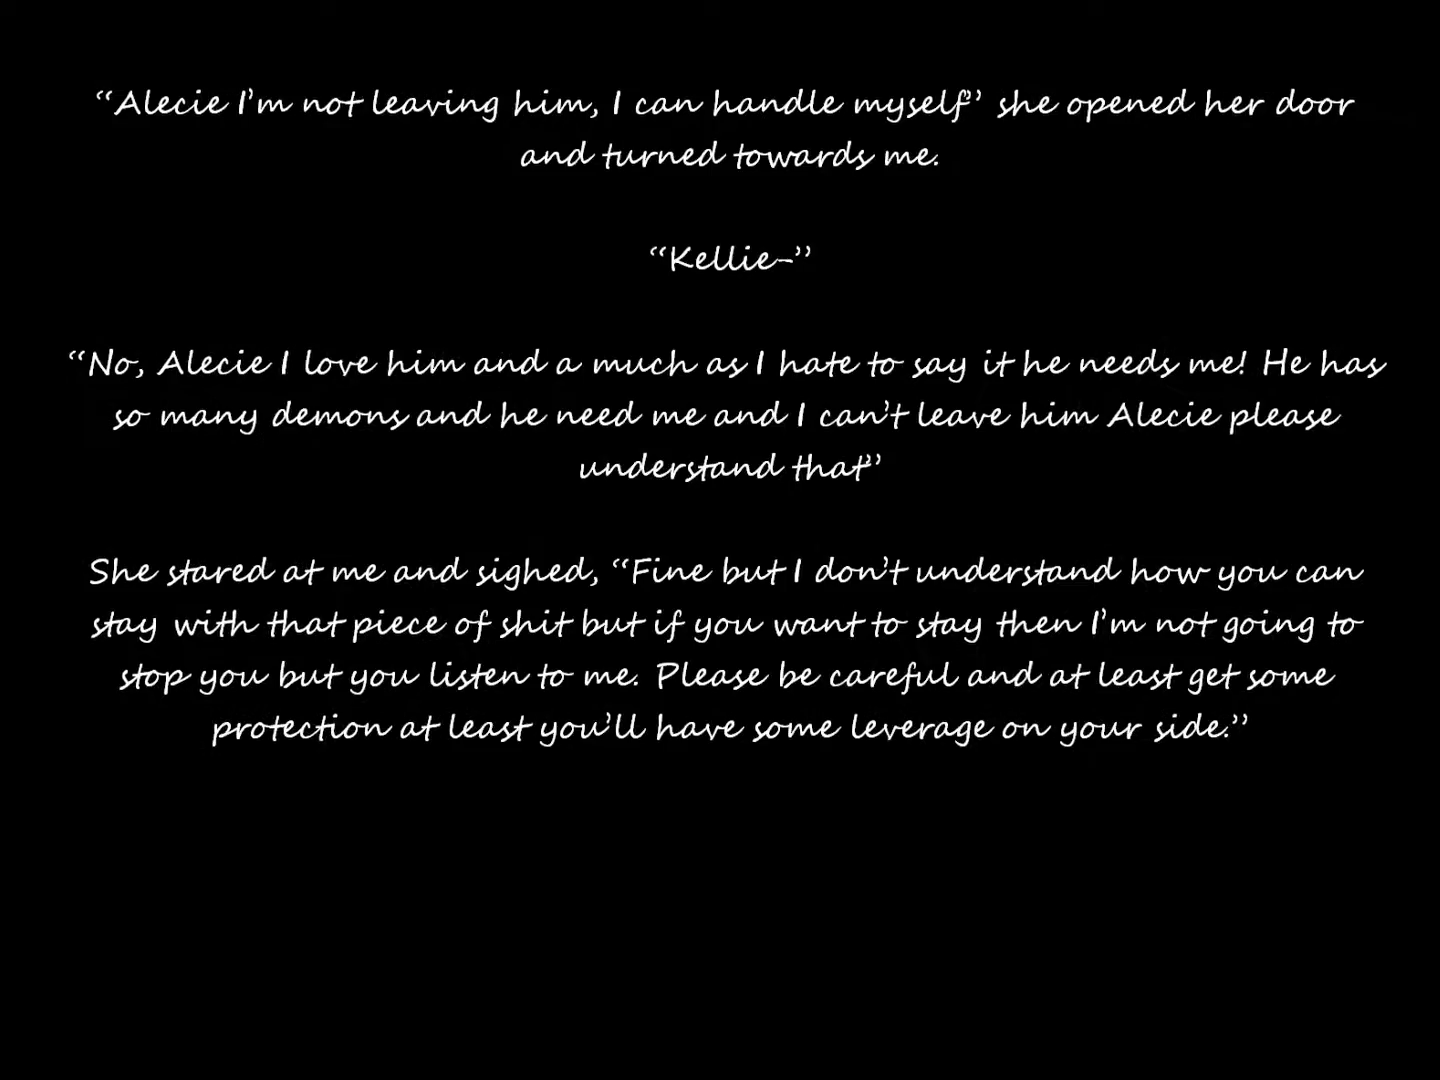 “Alecie I'm not leaving him, I can handle myself” she opened her door
and turned towards me.
“Kellie-”
“No, Alecie I love him and a much as I hate to say it he needs me! He has
so many demons and he need me and I can't leave him Alecie please
understand that”
She stared at me and sighed, “Fine but I don't understand how you can
stay with that piece of shit but if you want to stay then I'm not going to
stop you but you listen to me. Please be careful and at least get some
protection at least you'll have some leverage on your side.”